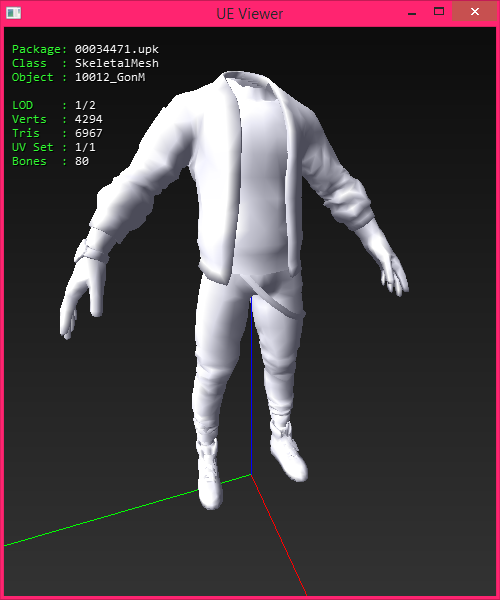 UE Viewer
Package: 00034471.upk
Class  : SkeletalMesh
Object : 10012_GonM
LOD    : 1/2
Verts  : 4294
Tris   : 6967
UV Set : 1/1
Bones  : 80